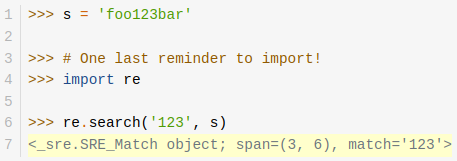 1 >>> s = 'foo123bar'
2
3 >>> # One last reminder to import!
4 >>> import re
5
6 >>> re.search('123', s)
7 <_sre.SRE_Match object; span=(3, 6), match='123'>